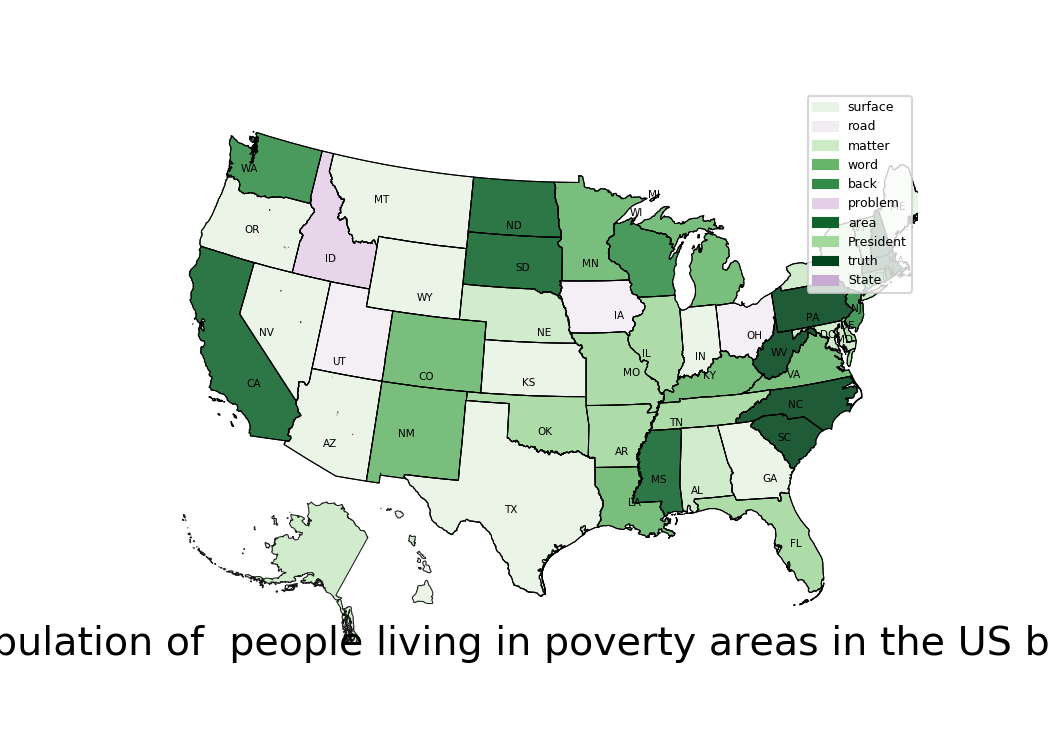 surface
road
matter
word
back
problem
area
President
truth
State
WA
MT
ME
OR
ND
MI
WI
ID
SD
MN
WY
NV
UT
CO
NE
IA
KS
MO
IL
IN
OH
PA
NJ
DE
DC
MD
WV
VA
KY
CA
AZ
NM
OK
AR
TN
NC
SC
TX
LA
MS
AL
GA
FL
pulation of  people living in poverty areas in the US b